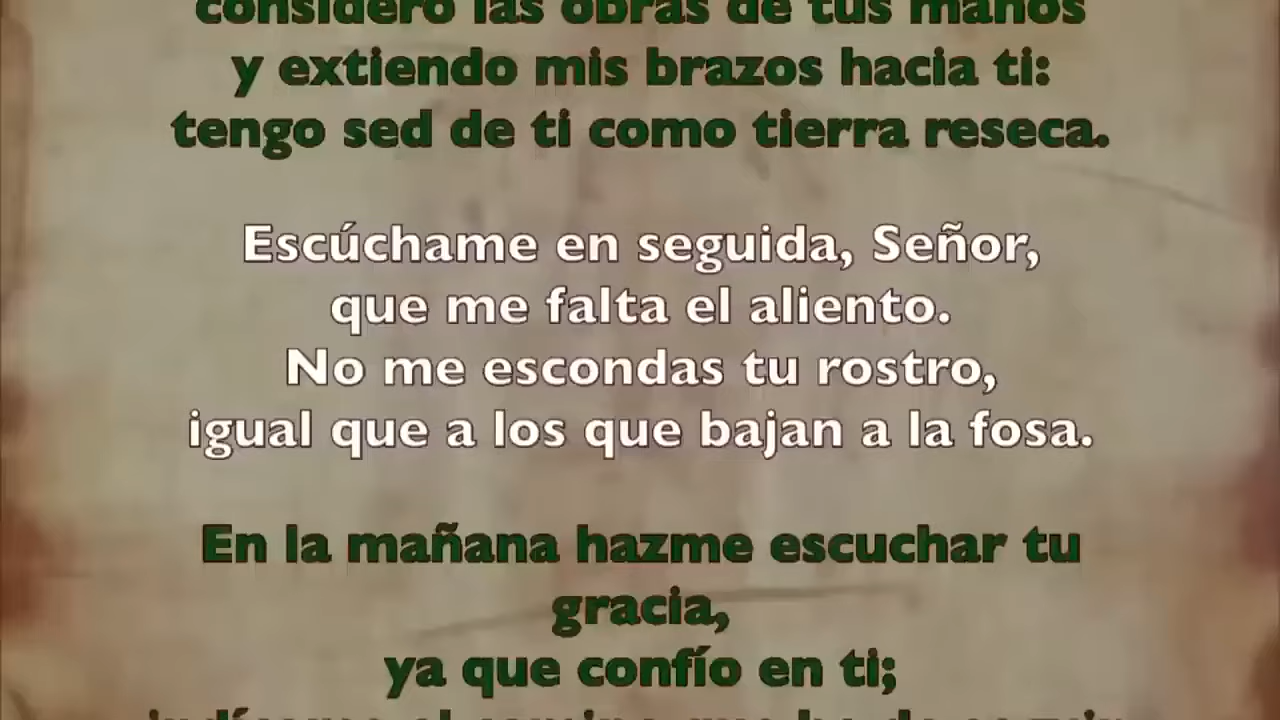 considero las obras de tus manos
y extiendo mis brazos hacia ti:
tengo sed de ti como tierra reseca.
Escúchame en seguida, Señor,
que me falta el aliento.
No me escondas tu rostro,
igual que a los que bajan a la fosa.
En la mañana hazme escuchar tu
gracia,
ya que confío en ti;